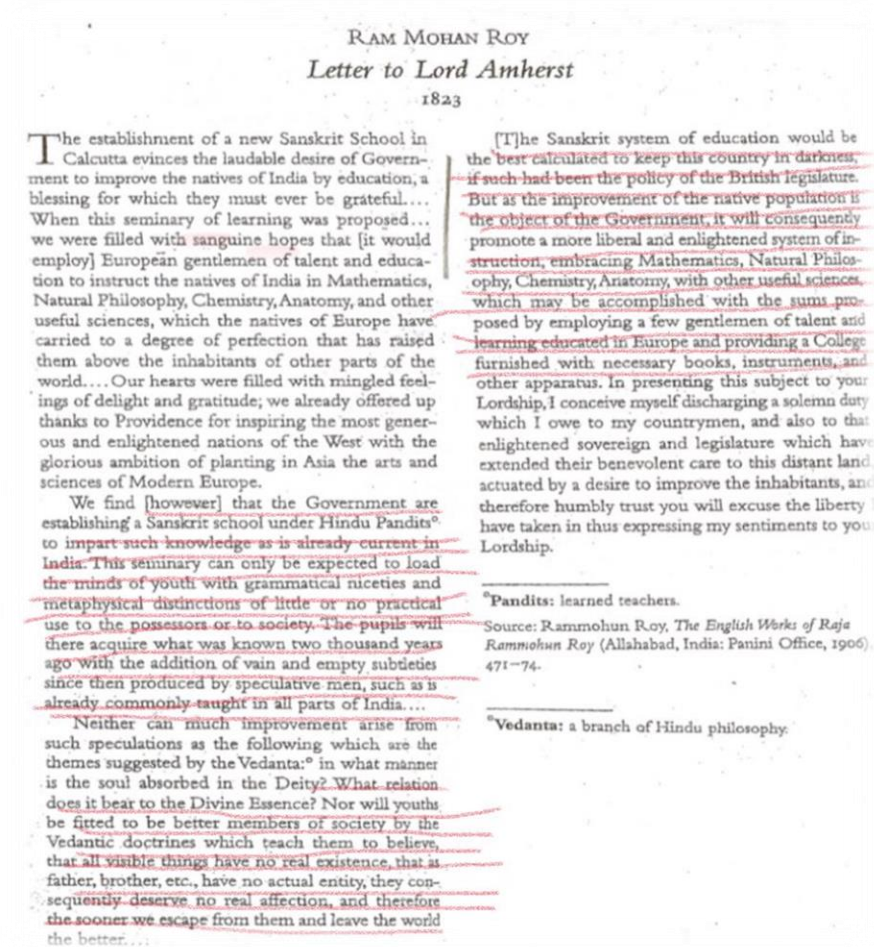 RAM MOHAN ROY
Letter to Lord Amherst
1823
The establishment of a new Sanskrit School in
Calcutta evinces the laudable desire of Govern-
ment to improve the natives of India by education, a
blessing for which they must ever be grateful....
When this seminary of learning was proposed...
we were filled with sanguine hopes that [it would
employ] European gentlemen of talent and educa-
tion to instruct the natives of India in Mathematics,
Natural Philosophy, Chemistry, Anatomy, and other
useful sciences, which the natives of Europe have
carried to a degree of perfection that has raised
them above the inhabitants of other parts of the
world.... Our hearts were filled with mingled feel-
ings of delight and gratitude; we already offered up
thanks to Providence for inspiring the most gener-
ous and enlightened nations of the West with the
glorious ambition of planting in Asia the arts and
sciences of Modern Europe.
We find [however] that the Government are
establishing a Sanskrit school under Hindu Pandits°
to impart such knowledge as is already current in
India. This seminary can only be expected to load
the minds of youth with grammatical niceties and
metaphysical distinctions of little or no practical
use to the possessors or to society. The pupils will
there acquire what was known two thousand years
ago with the addition of vain and empty subtleties
since then produced by speculative men, such as is
already commonly taught in all parts of India....
Neither can much improvement arise from
such speculations as the following which are the
themes suggested by the Vedanta:° in what manner
is the soul absorbed in the Deity? What relation
does it bear to the Divine Essence? Nor will youths
be fitted to be better members of society by the
Vedantic doctrines which teach them to believe,
that all visible things have no real existence, that as
father, brother, etc., have no actual entity, they con-
sequently deserve no real affection, and therefore
the sooner we escape from them and leave the world
the better....
[T]he Sanskrit system of education would be
the best calculated to keep this country in darkness,
if such had been the policy of the British legislature.
But as the improvement of the native population is
the object of the Government, it will consequently
promote a more liberal and enlightened system of in-
struction, embracing Mathematics, Natural Philos-
ophy, Chemistry, Anatomy, with other useful sciences,
which may be accomplished with the sums pro-
posed by employing a few gentlemen of talent and
learning educated in Europe and providing a College
furnished with necessary books, instruments, and
other apparatus. In presenting this subject to your
Lordship, I conceive myself discharging a solemn duty
which I owe to my countrymen, and also to that
enlightened sovereign and legislature which have
extended their benevolent care to this distant land,
actuated by a desire to improve the inhabitants, and
therefore humbly trust you will excuse the liberty I
have taken in thus expressing my sentiments to you
Lordship.
°Pandits: learned teachers.
Source: Rammohun Roy, The English Works of Raja
Rammohun Roy (Allahabad, India: Panini Office, 1906)
471–74.
°Vedanta: a branch of Hindu philosophy.